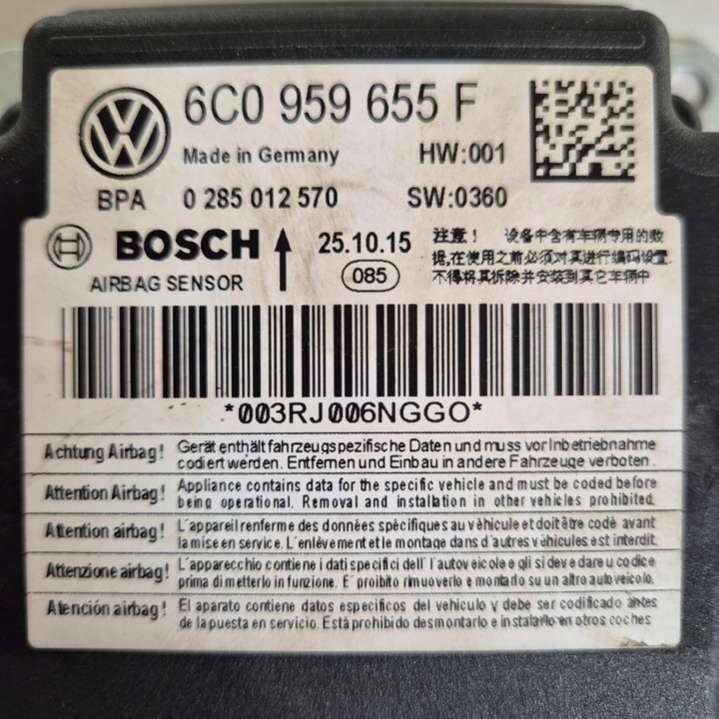 6C0 959 655 F
Made in Germany HW:001
BPA 0 285 012 570 SW:0360
BOSCH 25.10.15
AIRBAG SENSOR 085
注意！ 设备中含有车辆专用的数
据,在使用之前必须对其进行编码设置
不得将其拆除并安装到其它车辆中
*003RJ006NGGO*
Achtung Airbag! Gerät enthält fahrzeugspezifische Daten und muss vor Inbetriebnahme
codiert werden. Entfernen und Einbau in andere Fahrzeuge verboten.
Attention Airbag! Appliance contains data for the specific vehicle and must be coded before
being operational. Removal and installation in other vehicles prohibited.
Attention airbag! L'appareil renferme des données spécifiques au véhicule et doit être codé avant
la mise en service. L'enlèvement et le montage dans d'autres véhicules est interdit.
Attenzione airbag! L'apparecchio contiene i dati specifici dell'autoveicolo e gli si deve dare u codice
prima di metterlo in funzione. E' proibito rimuoverlo e montarlo su un altro autoveicolo.
Atención airbag! El aparato contiene datos especificos del vehiculo y debe ser codificado antes
de la puesta en servicio. Está prohibido desmontarlo e instalarlo en otros coches